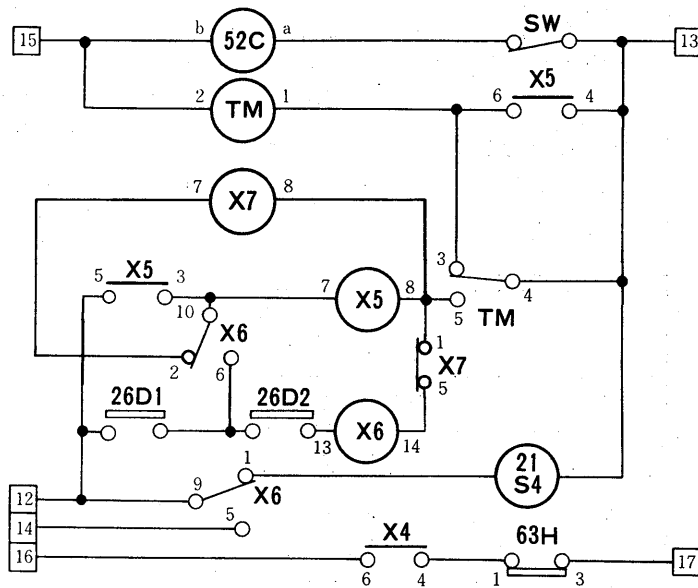 15 b 52C a SW 13
2 TM 1 6 X5 4
7 X7 8
5 X5 3 7 X5 8 3 4
10 5 TM
X6
2 6 1 X7
26D1 26D2 5
13 X6 14
1 21 S4
12 9 X6
14 5
16 X4 63H 17
6 4 1 3